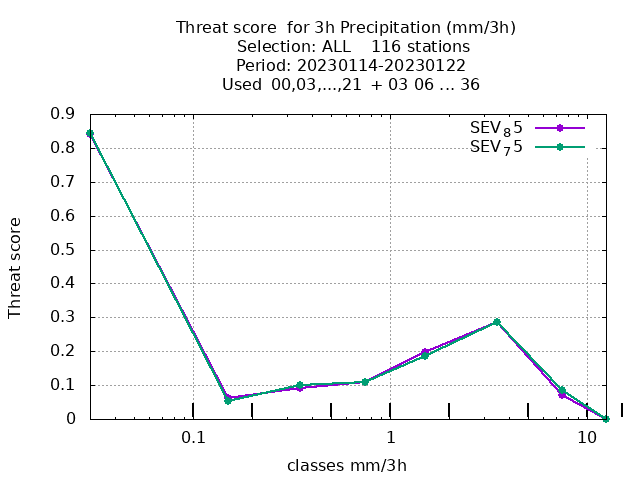 Threat score  for 3h Precipitation (mm/3h)
Selection: ALL    116 stations
Period: 20230114-20230122
Used  00,03,...,21  + 03 06 ... 36
SEV₈5
SEV₇5
0.9
0.8
0.7
0.6
0.5
0.4
0.3
0.2
0.1
0
Threat score
0.1
1
10
classes mm/3h